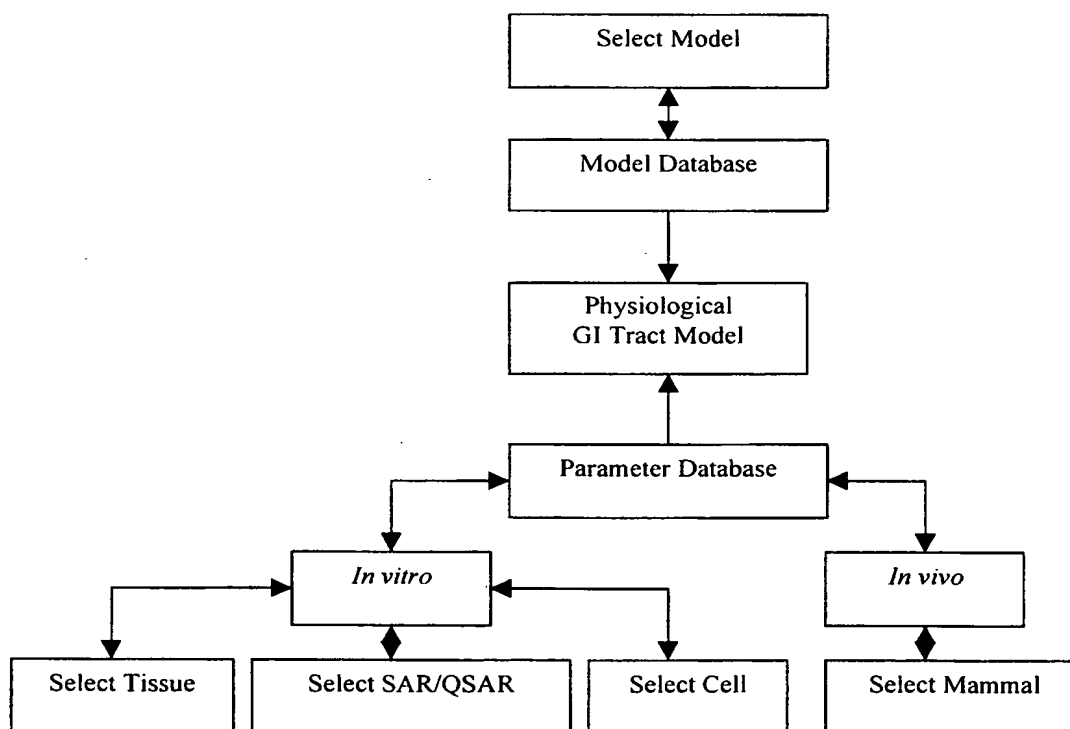 Select Model
Model Database
Physiological
GI Tract Model
Parameter Database
In vitro
In vivo
Select Tissue
Select SAR/QSAR
Select Cell
Select Mammal